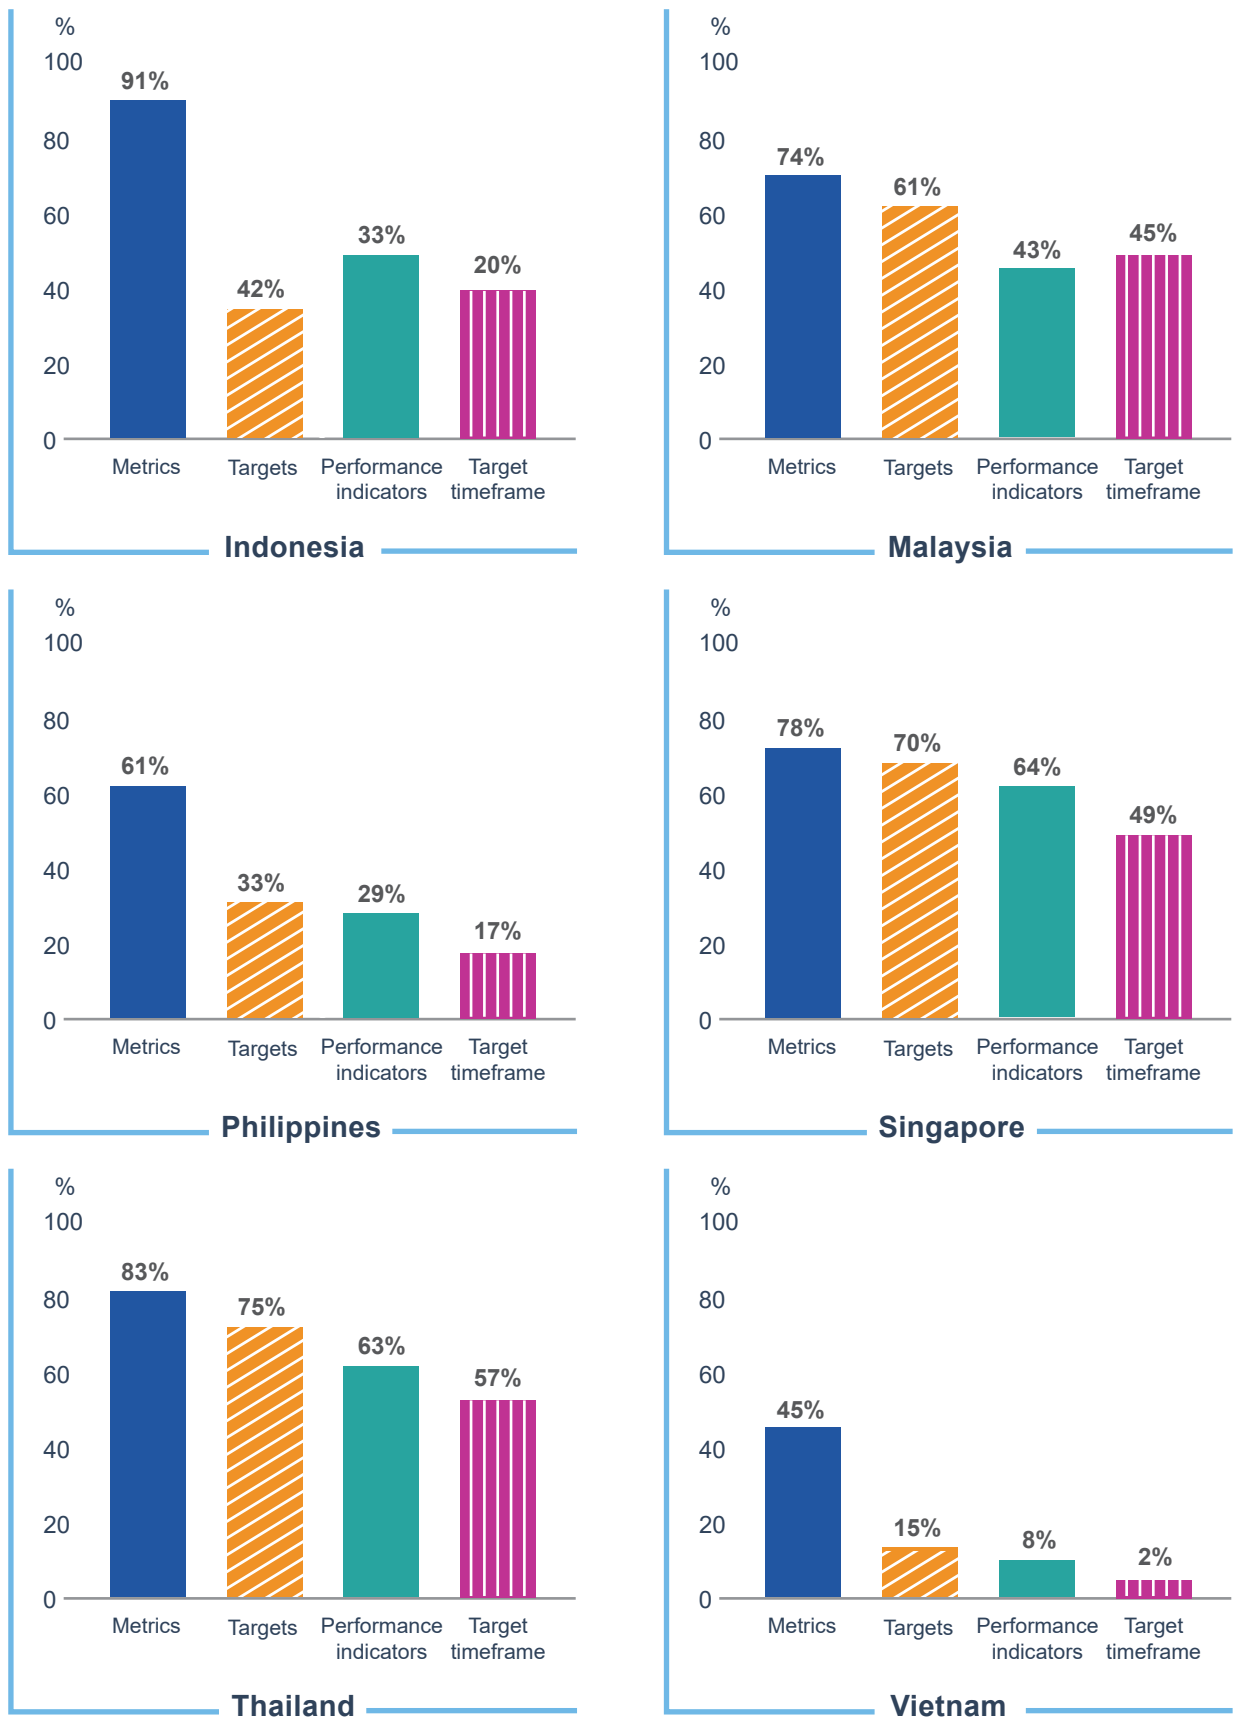 %
100
80
60
40
20
0
91%
42%
33%
20%
Metrics
Targets
Performance
indicators
Target
timeframe
Indonesia
%
100
80
60
40
20
0
74%
61%
43%
45%
Metrics
Targets
Performance
indicators
Target
timeframe
Malaysia
%
100
80
60
40
20
0
61%
33%
29%
17%
Metrics
Targets
Performance
indicators
Target
timeframe
Philippines
%
100
80
60
40
20
0
78%
70%
64%
49%
Metrics
Targets
Performance
indicators
Target
timeframe
Singapore
%
100
80
60
40
20
0
83%
75%
63%
57%
Metrics
Targets
Performance
indicators
Target
timeframe
Thailand
%
100
80
60
40
20
0
45%
15%
8%
2%
Metrics
Targets
Performance
indicators
Target
timeframe
Vietnam